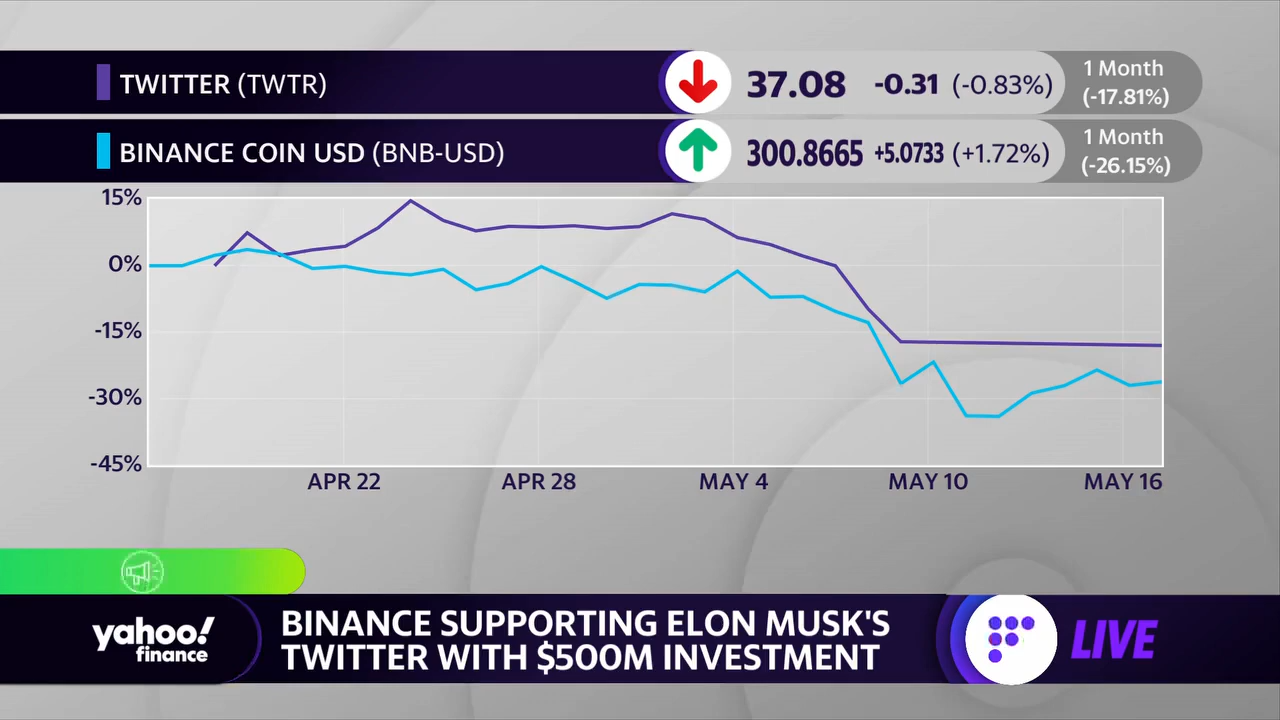 TWITTER (TWTR) 37.08 -0.31 (-0.83%) 1 Month
(-17.81%)
BINANCE COIN USD (BNB-USD) 300.8665 +5.0733 (+1.72%) 1 Month
(-26.15%)
15%
0%
-15%
-30%
-45%
APR 22 APR 28 MAY 4 MAY 10 MAY 16
yahoo!
finance
BINANCE SUPPORTING ELON MUSK'S
TWITTER WITH $500M INVESTMENT
LIVE